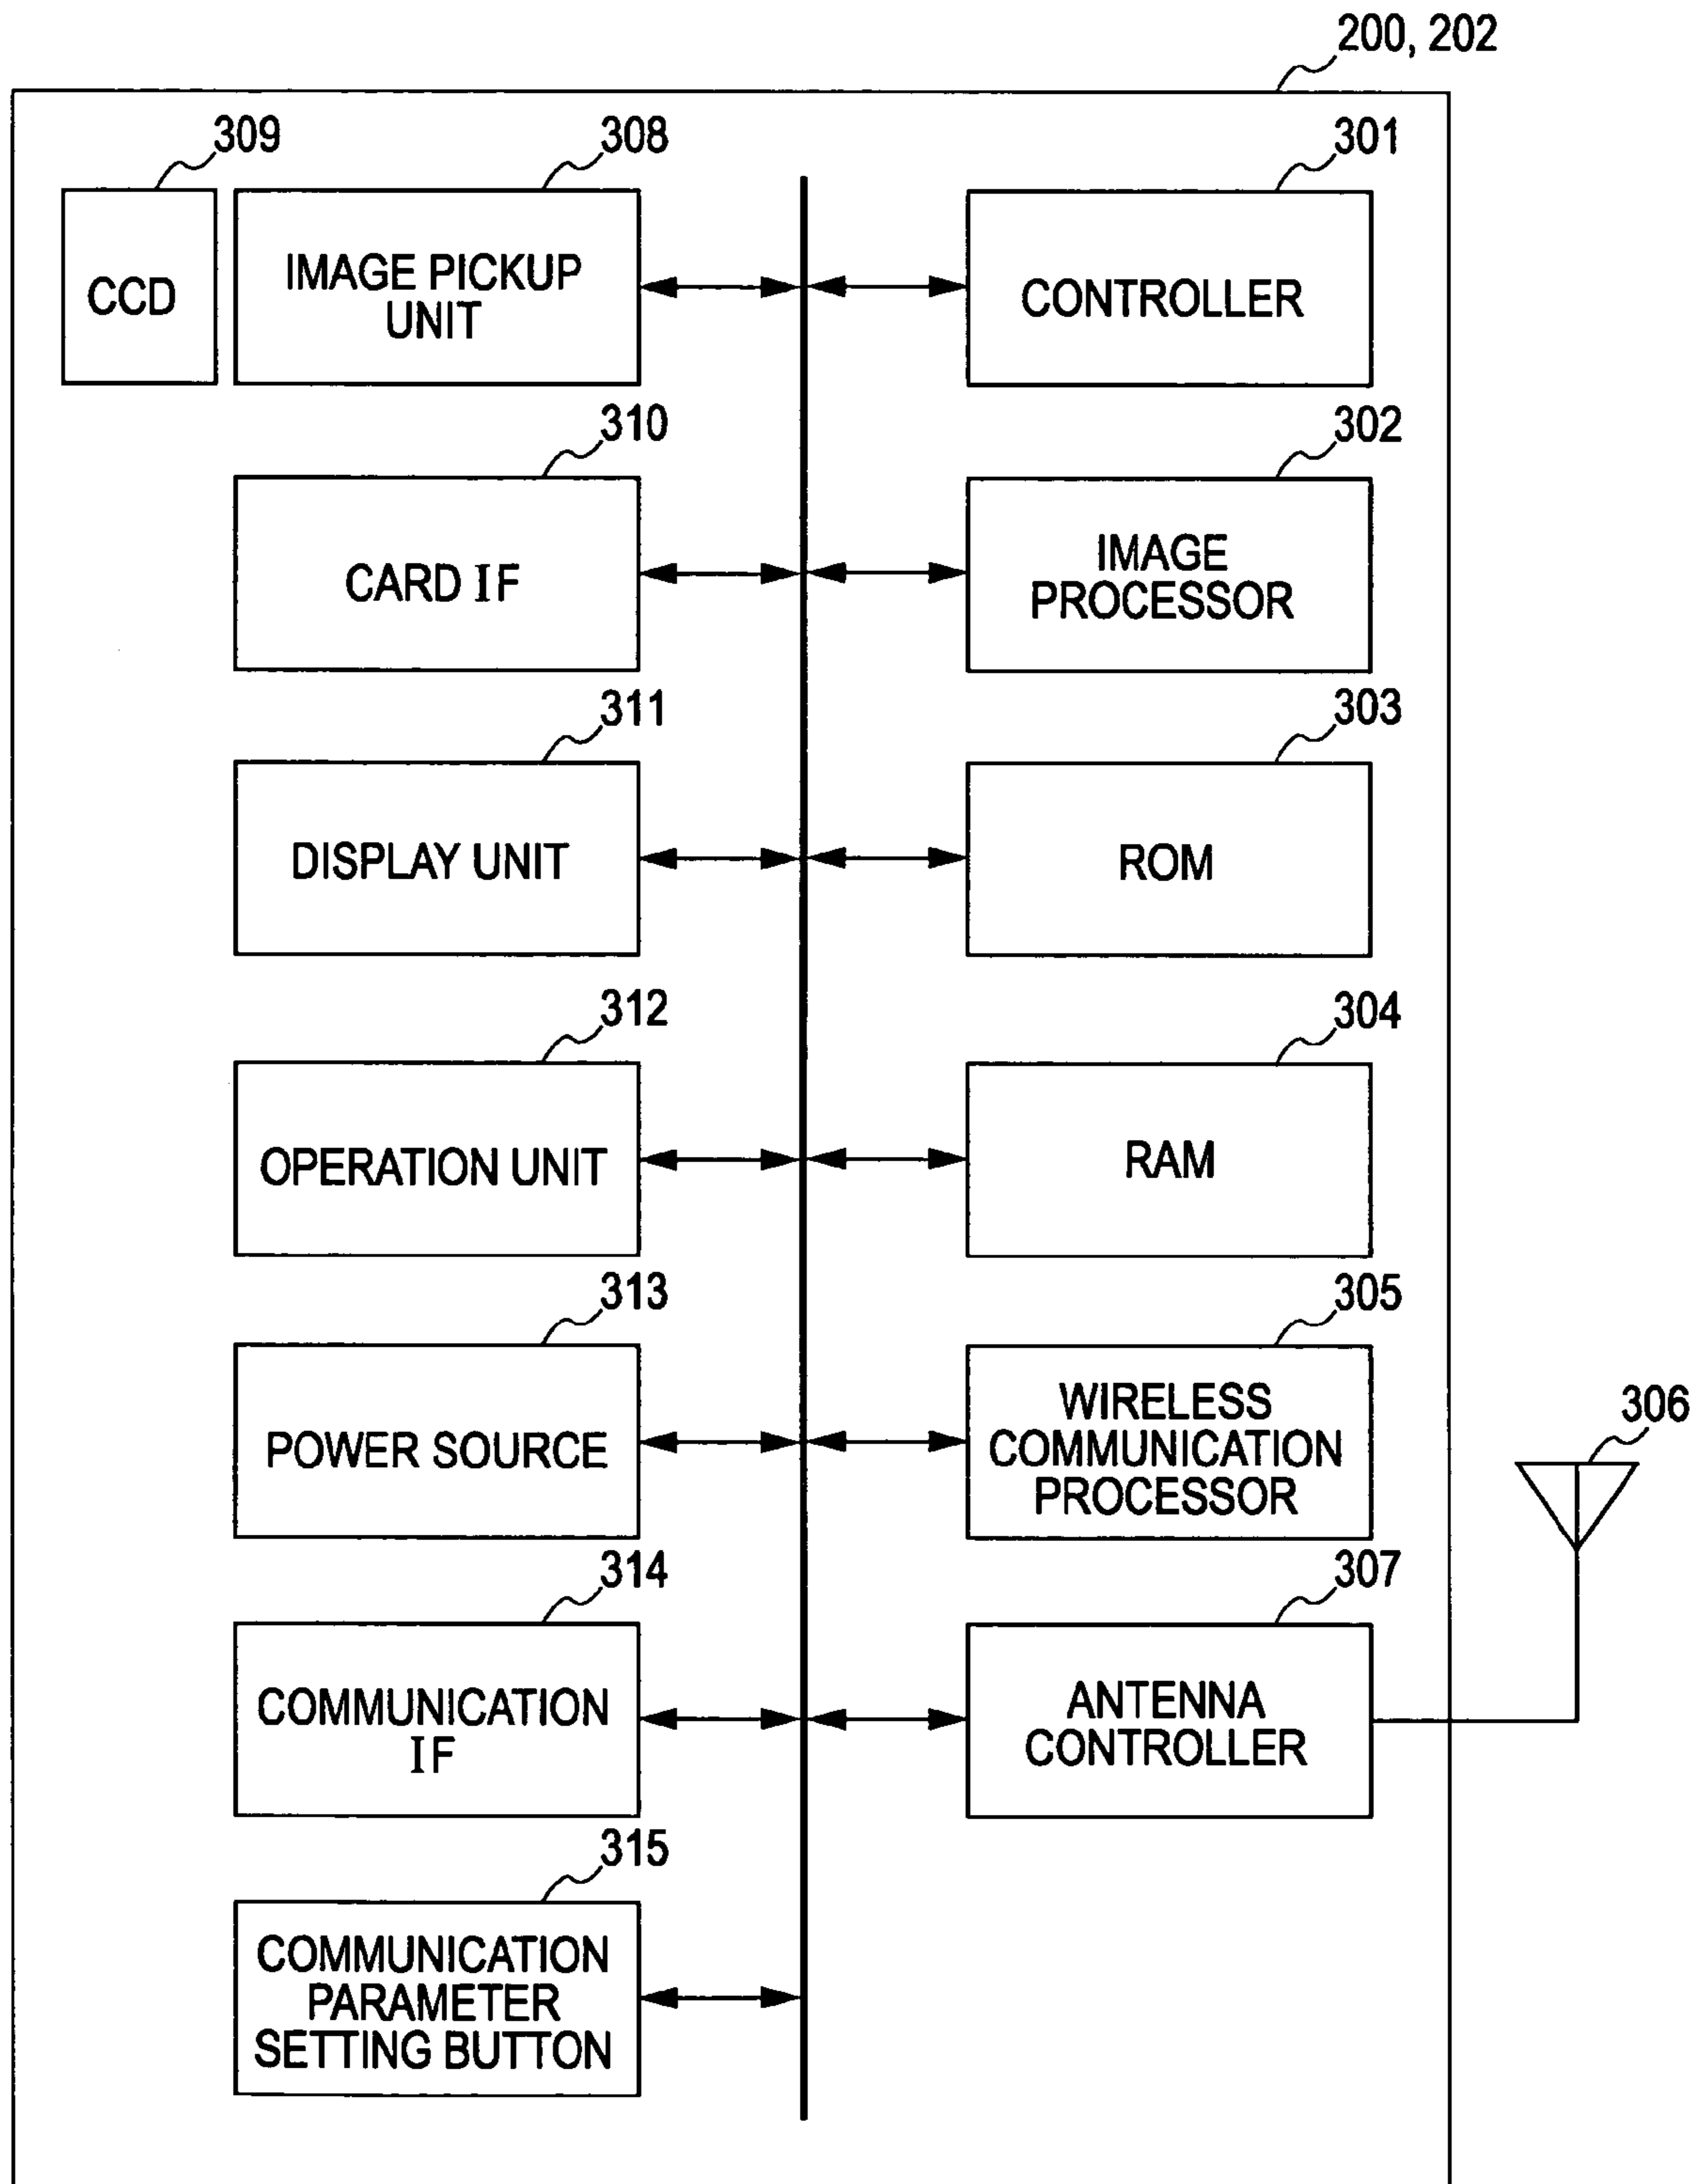 200, 202
309
308
301
CCD
IMAGE PICKUP
UNIT
CONTROLLER
310
302
CARD IF
IMAGE
PROCESSOR
311
303
DISPLAY UNIT
ROM
312
304
OPERATION UNIT
RAM
313
305
POWER SOURCE
WIRELESS
COMMUNICATION
PROCESSOR
306
314
307
COMMUNICATION
IF
ANTENNA
CONTROLLER
315
COMMUNICATION
PARAMETER
SETTING BUTTON